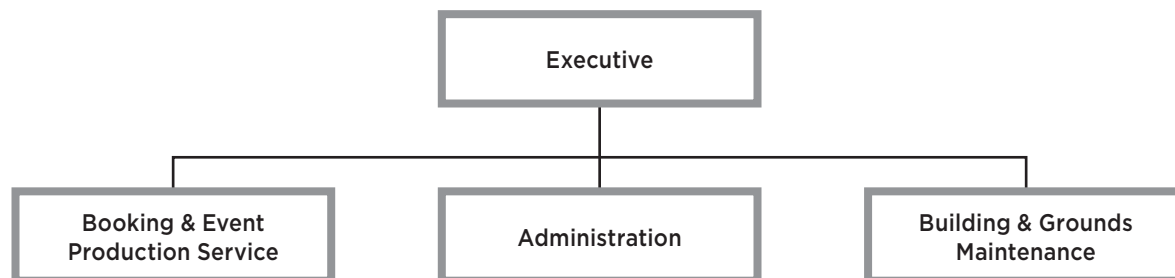 Executive
Booking & Event
Production Service
Administration
Building & Grounds
Maintenance